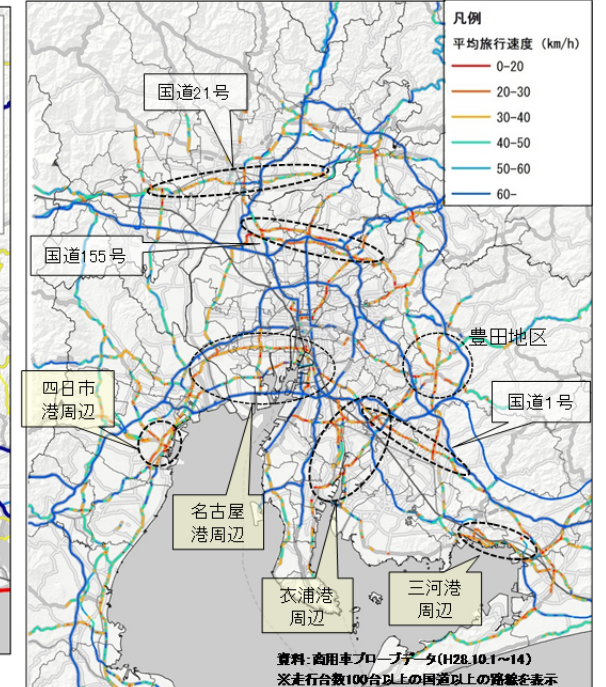 凡例
平均旅行速度 (km/h)
0-20
20-30
30-40
40-50
50-60
60-
国道21号
国道155号
豊田地区
四日市
港周辺
国道1号
名古屋
港周辺
衣浦港
周辺
三河港
周辺
資料:商用車プローブデータ(H28.10.1～14)
※走行台数100台以上の国道以上の路線を表示